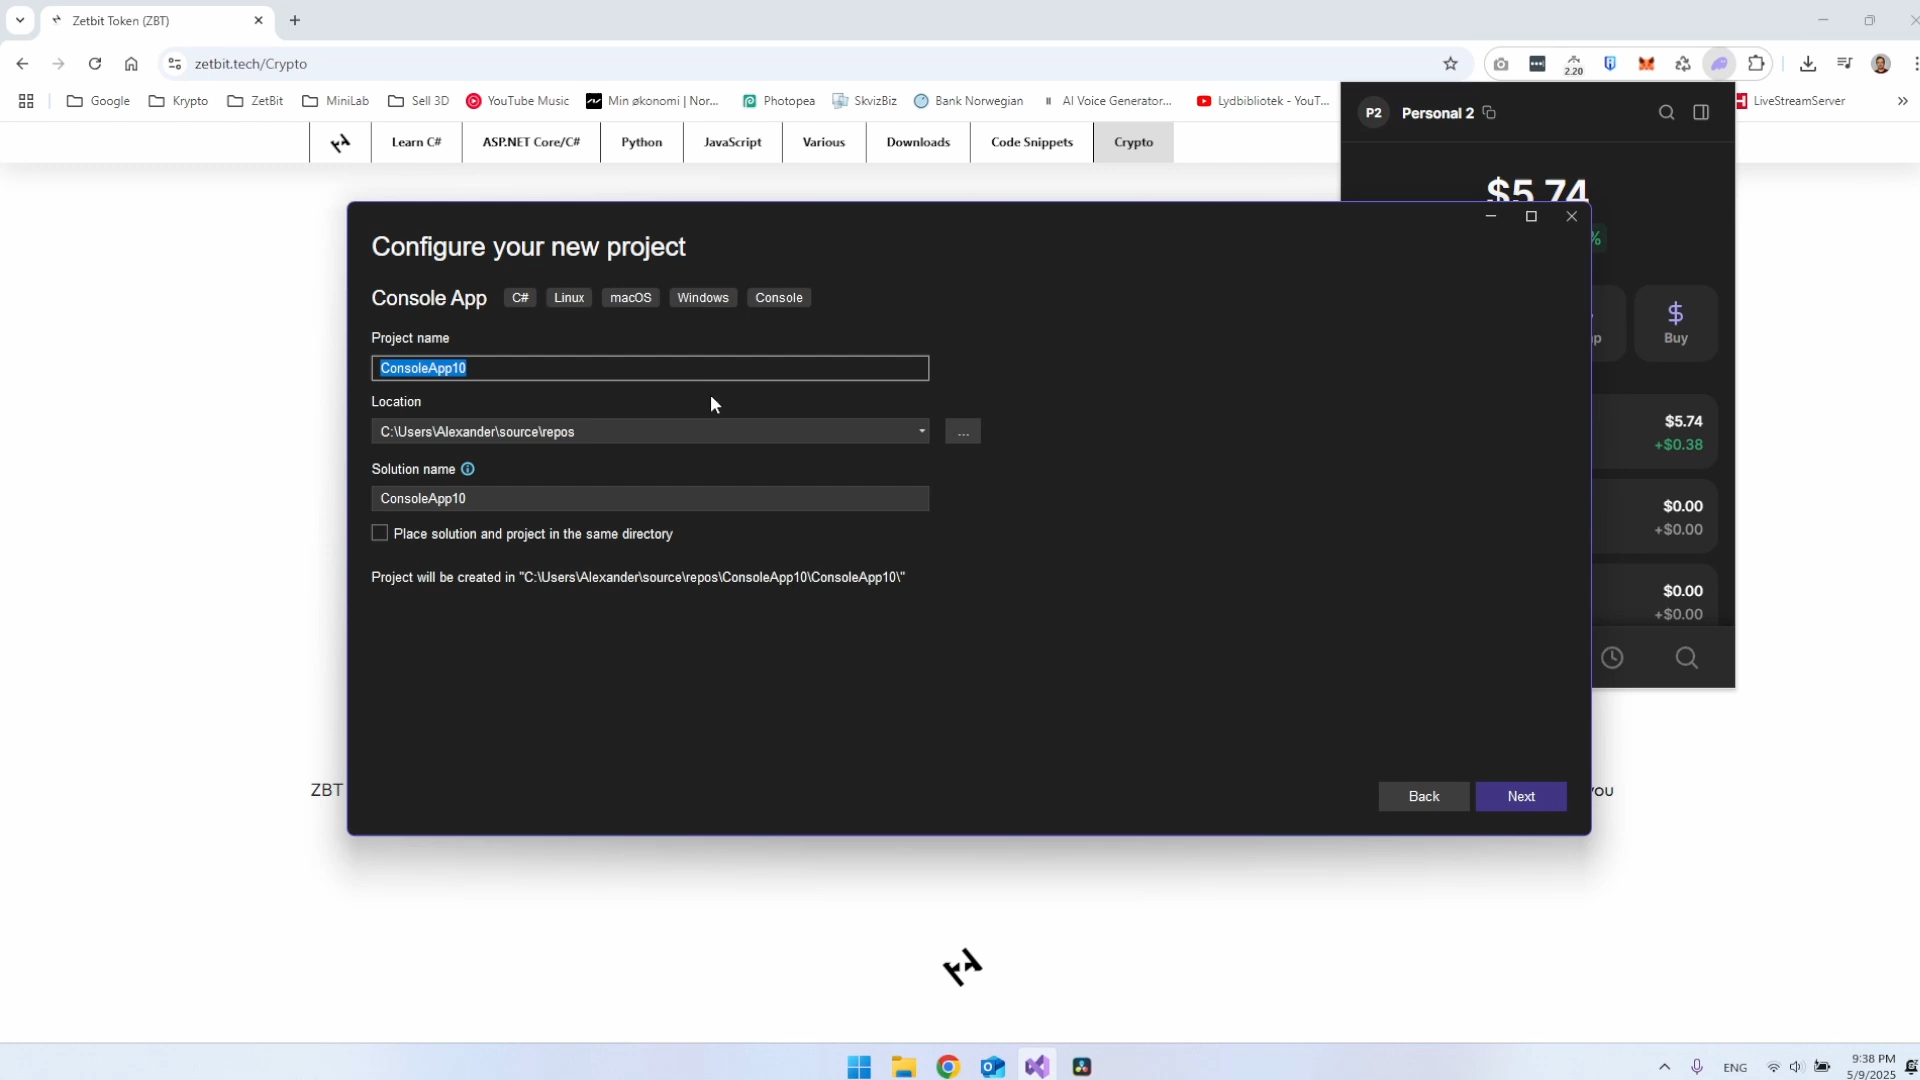 Zetbit Token (ZBT)
zetbit.tech/Crypto
2.20
Google
Krypto
ZetBit
MiniLab
Sell 3D
YouTube Music
Min økonomi | Nor...
Photopea
SkvizBiz
Bank Norwegian
AI Voice Generator...
Lydbibliotek - YouT...
LiveStreamServer
P2
Personal 2
Learn C#
ASP.NET Core/C#
Python
JavaScript
Various
Downloads
Code Snippets
Crypto
$5.74
%
Configure your new project
Console App
C#
Linux
macOS
Windows
Console
Project name
ConsoleApp10
Location
C:\Users\Alexander\source\repos
...
Solution name
ConsoleApp10
Place solution and project in the same directory
Project will be created in "C:\Users\Alexander\source\repos\ConsoleApp10\ConsoleApp10\"
Back
Next
Buy
$5.74
+$0.38
$0.00
+$0.00
$0.00
+$0.00
ZBT
you
ENG
9:38 PM
5/9/2025